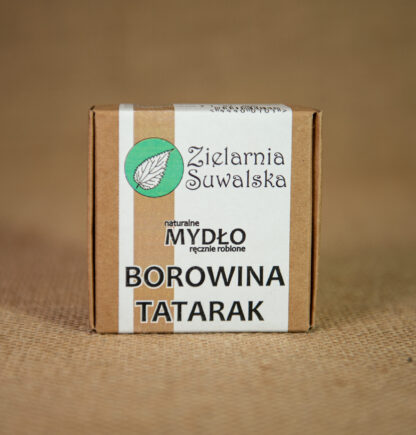 Zielarnia
Suwalska
naturalne
MYDŁO
ręcznie robione
BOROWINA
TATARAK